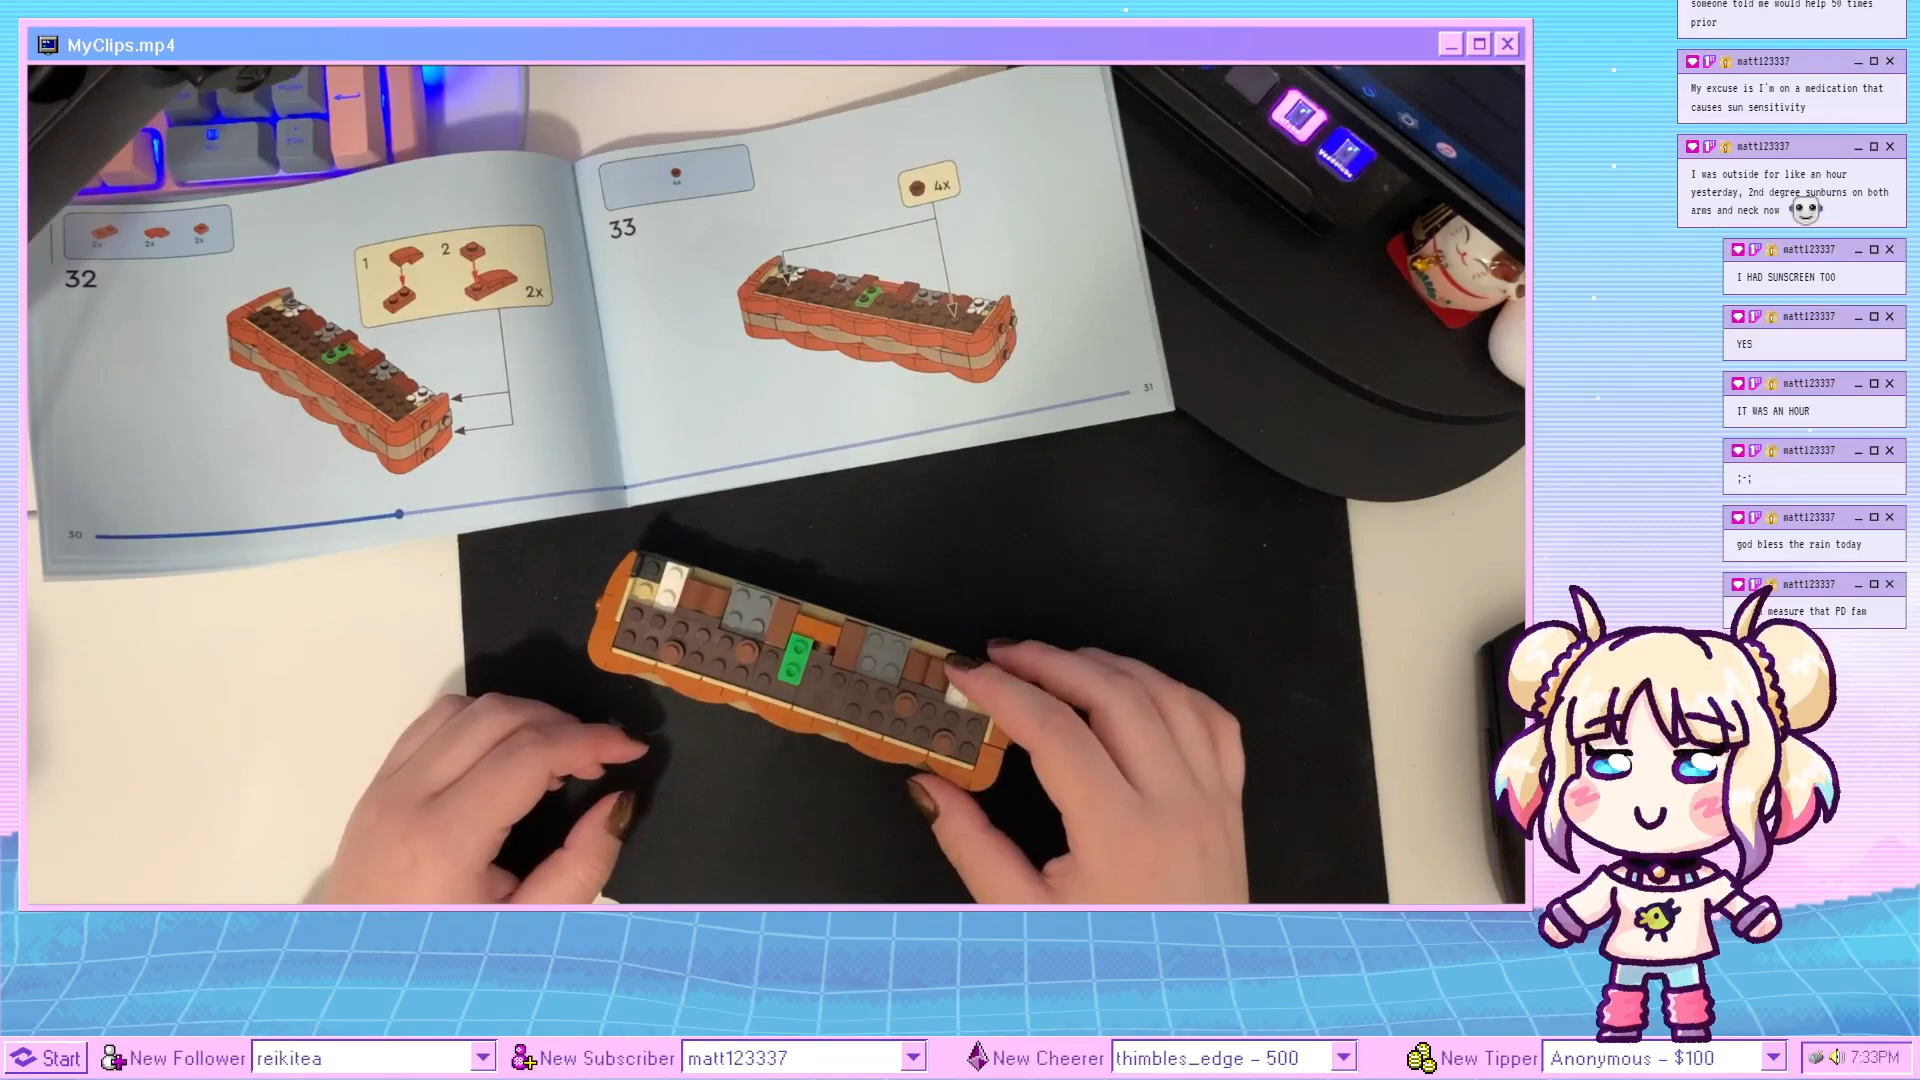 MyClips.mp4
someone told me would help 50 times
prior
matt123337
My excuse is I'm on a medication that
causes sun sensitivity
matt123337
I was outside for like an hour
yesterday, 2nd degree sunburns on both
arms and neck now
matt123337
I HAD SUNSCREEN TOO
matt123337
YES
matt123337
IT WAS AN HOUR
matt123337
;-;
matt123337
god bless the rain today
matt123337
measure that PD fam
2x 2x 2x
32
1 2
2x
30
4x
33
4x
31
Start
New Follower reikitea
New Subscriber matt123337
New Cheerer thimbles_edge - 500
New Tipper Anonymous - $100
7:33PM